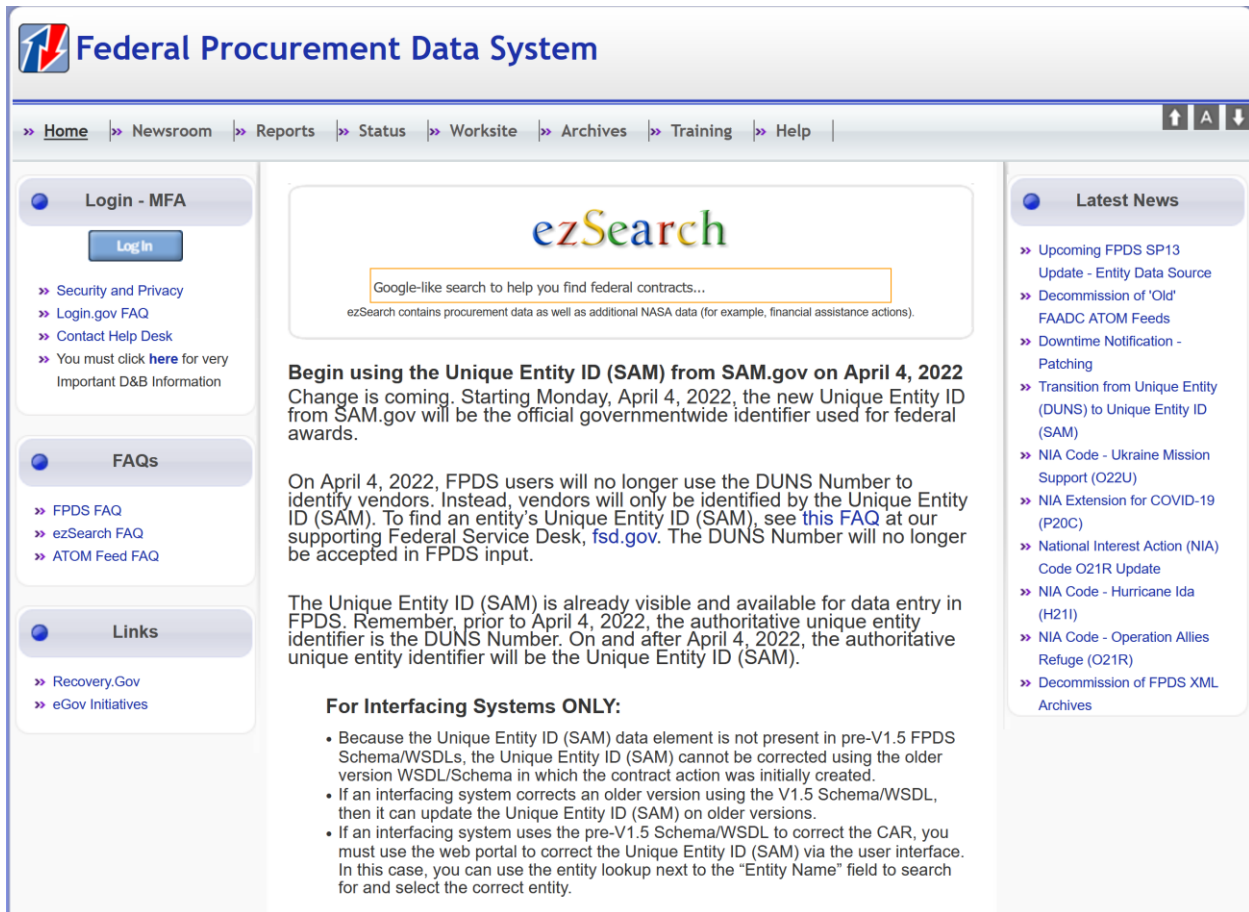 Federal Procurement Data System
» Home » Newsroom » Reports » Status » Worksite » Archives » Training » Help
A
Login - MFA
Log In
» Security and Privacy
» Login.gov FAQ
» Contact Help Desk
» You must click here for very
Important D&B Information
FAQs
» FPDS FAQ
» ezSearch FAQ
» ATOM Feed FAQ
Links
» Recovery.Gov
» eGov Initiatives
ezSearch
Google-like search to help you find federal contracts...
ezSearch contains procurement data as well as additional NASA data (for example, financial assistance actions).
Begin using the Unique Entity ID (SAM) from SAM.gov on April 4, 2022
Change is coming. Starting Monday, April 4, 2022, the new Unique Entity ID
from SAM.gov will be the official governmentwide identifier used for federal
awards.
On April 4, 2022, FPDS users will no longer use the DUNS Number to
identify vendors. Instead, vendors will only be identified by the Unique Entity
ID (SAM). To find an entity's Unique Entity ID (SAM), see this FAQ at our
supporting Federal Service Desk, fsd.gov. The DUNS Number will no longer
be accepted in FPDS input.
The Unique Entity ID (SAM) is already visible and available for data entry in
FPDS. Remember, prior to April 4, 2022, the authoritative unique entity
identifier is the DUNS Number. On and after April 4, 2022, the authoritative
unique entity identifier will be the Unique Entity ID (SAM).
For Interfacing Systems ONLY:
• Because the Unique Entity ID (SAM) data element is not present in pre-V1.5 FPDS
Schema/WSDLs, the Unique Entity ID (SAM) cannot be corrected using the older
version WSDL/Schema in which the contract action was initially created.
• If an interfacing system corrects an older version using the V1.5 Schema/WSDL,
then it can update the Unique Entity ID (SAM) on older versions.
• If an interfacing system uses the pre-V1.5 Schema/WSDL to correct the CAR, you
must use the web portal to correct the Unique Entity ID (SAM) via the user interface.
In this case, you can use the entity lookup next to the “Entity Name” field to search
for and select the correct entity.
Latest News
» Upcoming FPDS SP13
Update - Entity Data Source
» Decommission of 'Old'
FAADC ATOM Feeds
» Downtime Notification -
Patching
» Transition from Unique Entity
(DUNS) to Unique Entity ID
(SAM)
» NIA Code - Ukraine Mission
Support (O22U)
» NIA Extension for COVID-19
(P20C)
» National Interest Action (NIA)
Code O21R Update
» NIA Code - Hurricane Ida
(H21I)
» NIA Code - Operation Allies
Refuge (O21R)
» Decommission of FPDS XML
Archives